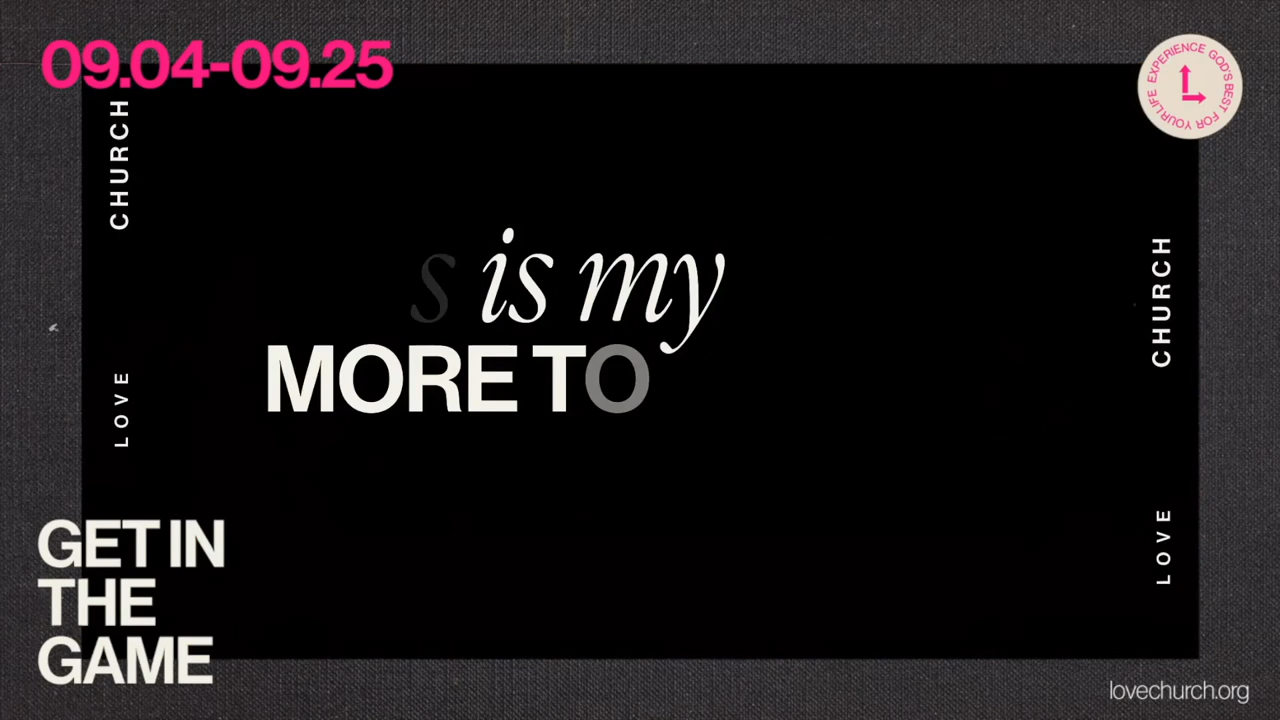 09.04-09.25
EXPERIENCE GOD'S BEST FOR YOUR LIFE
CHURCH
LOVE
s is my
MORE TO
CHURCH
LOVE
GET IN
THE
GAME
lovechurch.org